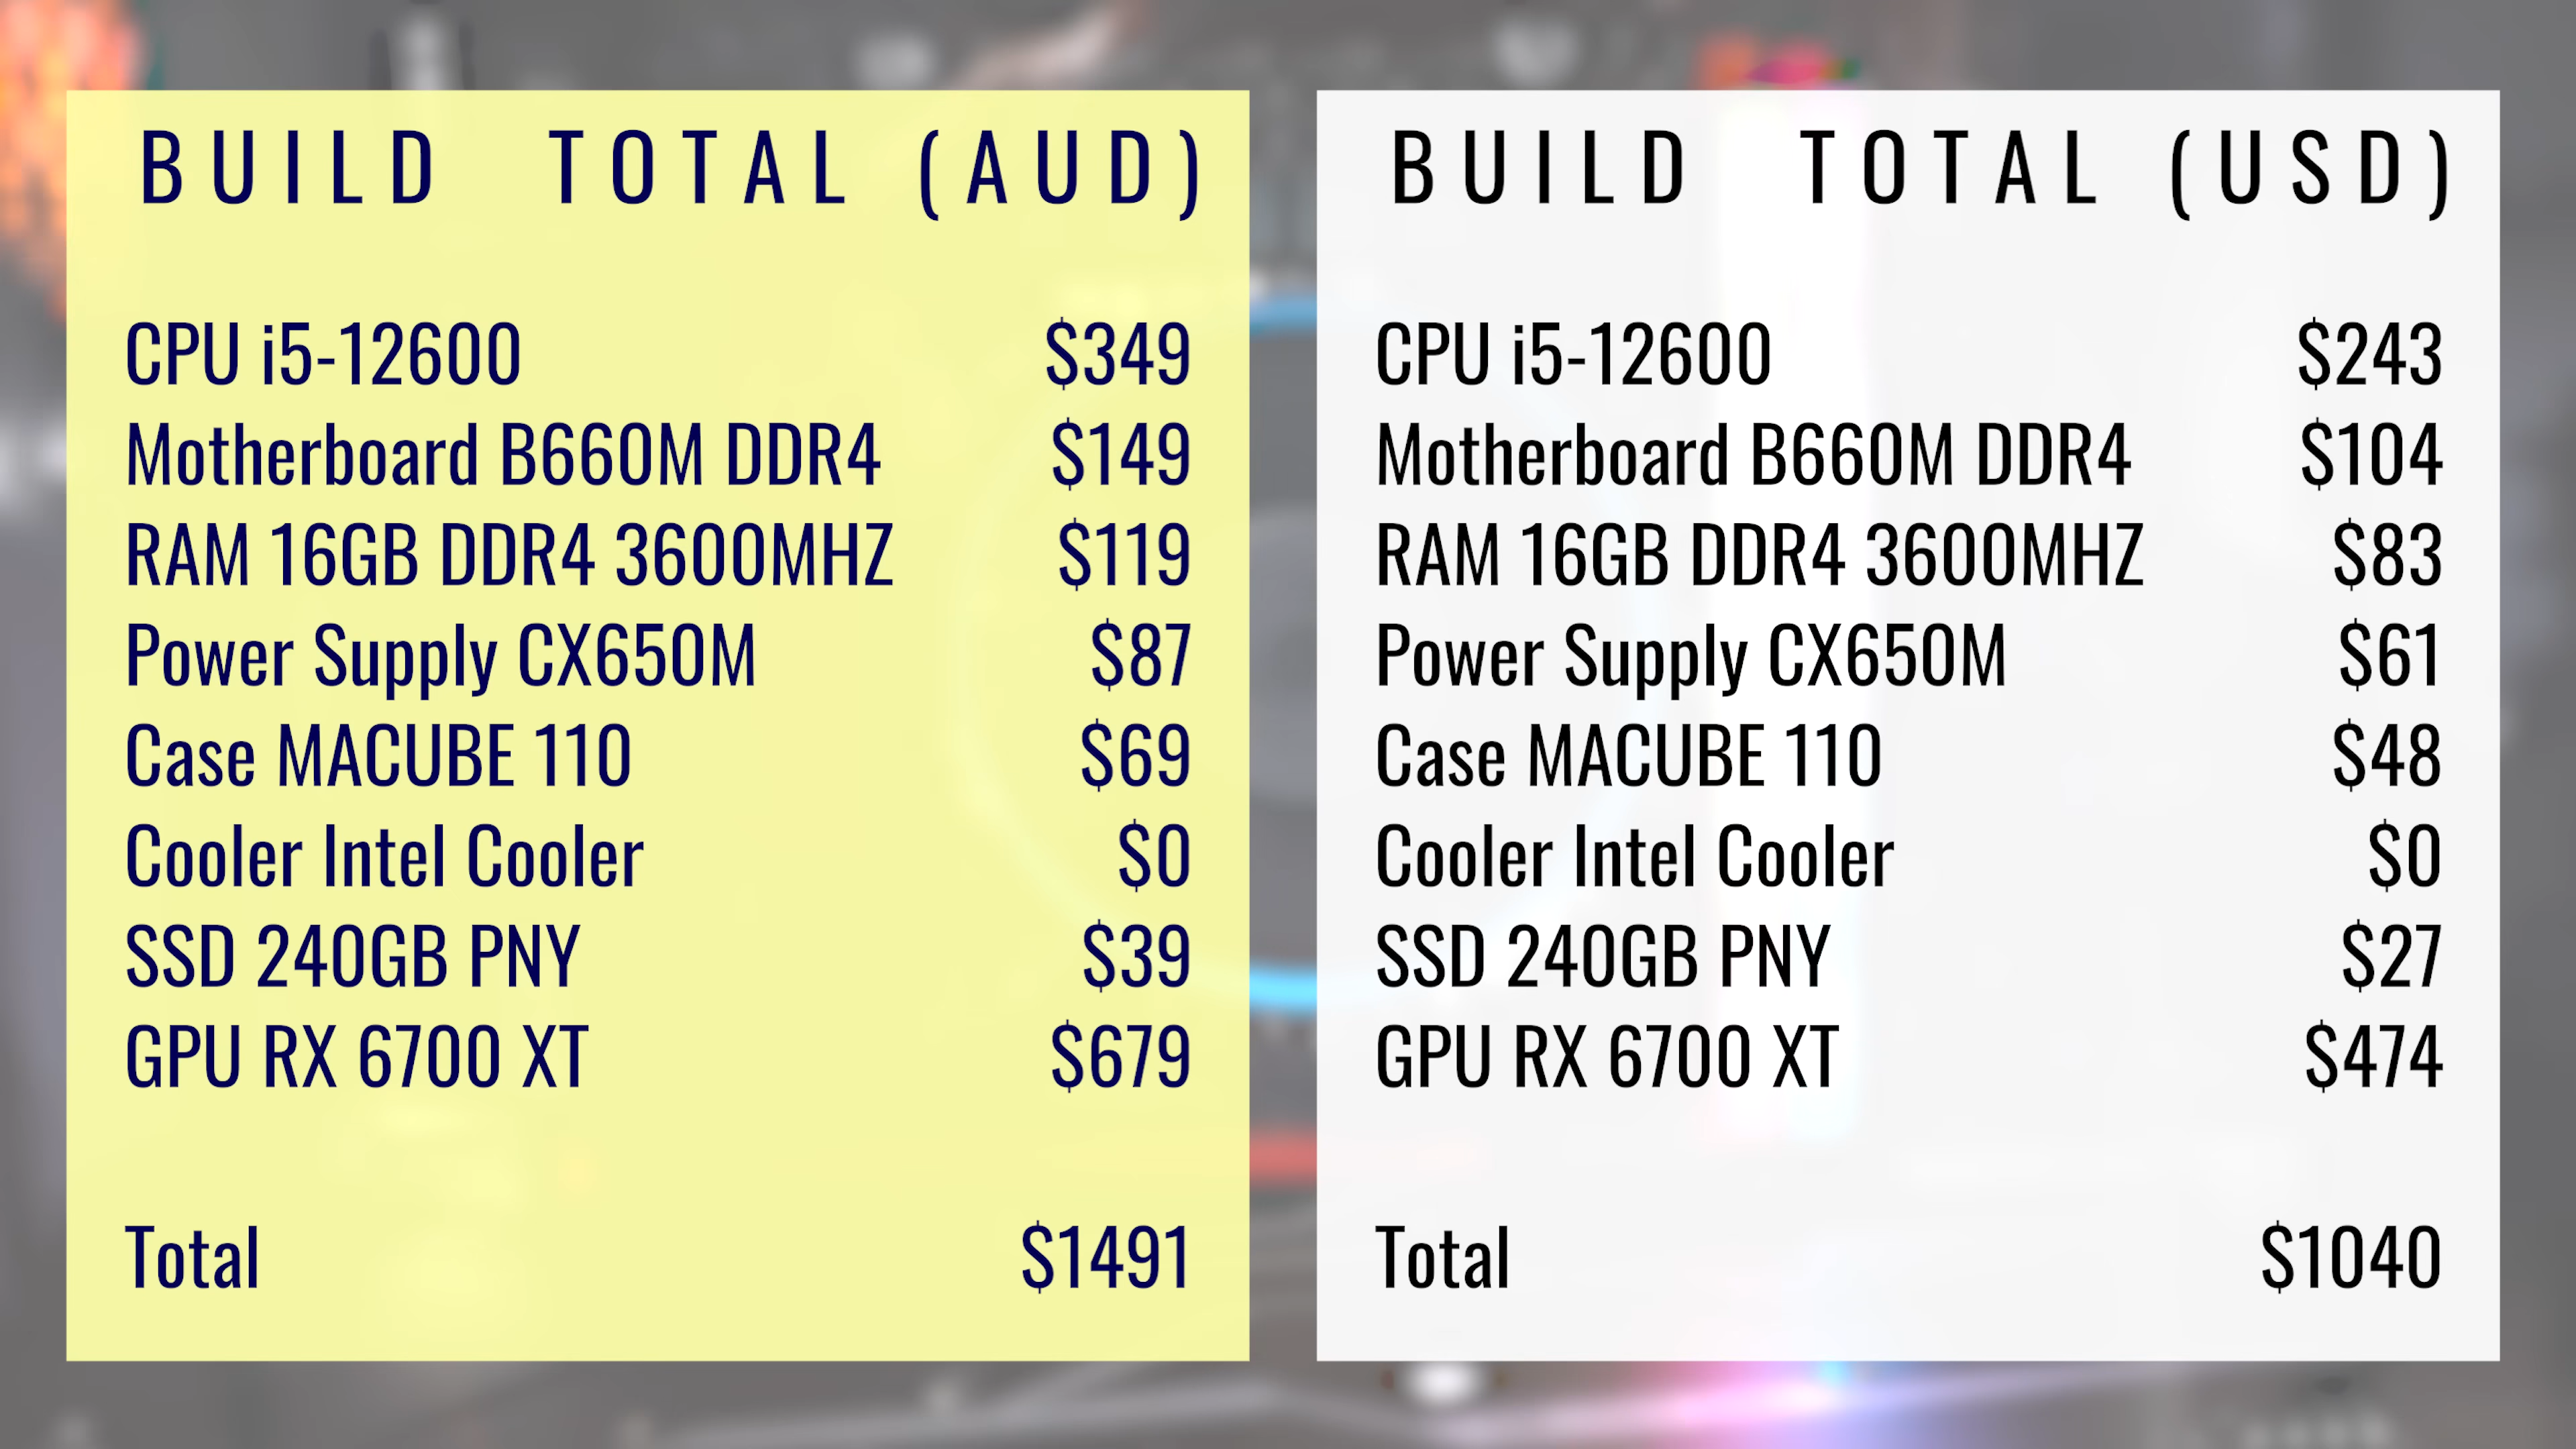 BUILD TOTAL (AUD)
CPU i5-12600 $349
Motherboard B660M DDR4 $149
RAM 16GB DDR4 3600MHZ $119
Power Supply CX650M $87
Case MACUBE 110 $69
Cooler Intel Cooler $0
SSD 240GB PNY $39
GPU RX 6700 XT $679
Total $1491
BUILD TOTAL (USD)
CPU i5-12600 $243
Motherboard B660M DDR4 $104
RAM 16GB DDR4 3600MHZ $83
Power Supply CX650M $61
Case MACUBE 110 $48
Cooler Intel Cooler $0
SSD 240GB PNY $27
GPU RX 6700 XT $474
Total $1040